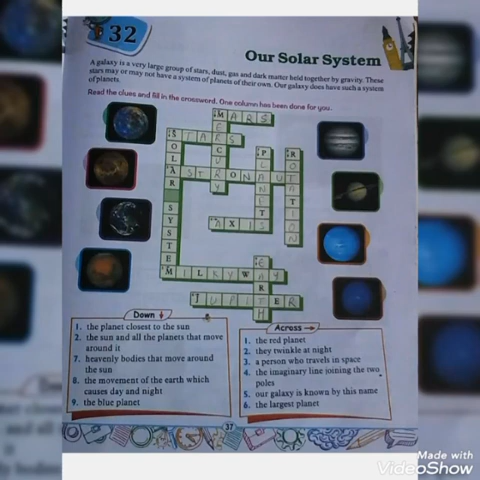 32
Our Solar System
A galaxy is a very large group of stars, dust, gas and dark matter held together by gravity. These
stars may or may not have a system of planets of their own. Our galaxy does have such a system
of planets.
Read the clues and fill in the crossword. One column has been done for you.
MARS
STARS
MERCURY
SOLAR SYSTEM
PLANETS
ROTATION
ASTRONAUT
AXIS
EARTH
MILKYWAY
JUPITER
Down
1. the planet closest to the sun
2. the sun and all the planets that move
around it
7. heavenly bodies that move around
the sun
8. the movement of the earth which
causes day and night
9. the blue planet
Across
1. the red planet
2. they twinkle at night
3. a person who travels in space
4. the imaginary line joining the two
poles
5. our galaxy is known by this name
6. the largest planet
37
Made with
VideoShow